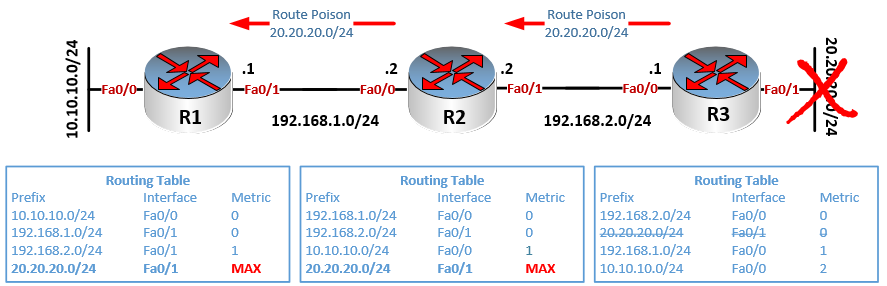 Route Poison
20.20.20.0/24
Route Poison
20.20.20.0/24
10.10.10.0/24
Fa0/0
R1
.1
Fa0/1
192.168.1.0/24
.2
Fa0/0
R2
.2
Fa0/1
192.168.2.0/24
.1
Fa0/0
R3
Fa0/1
20.20.20.0/24
Routing Table
Prefix Interface Metric
10.10.10.0/24 Fa0/0 0
192.168.1.0/24 Fa0/1 0
192.168.2.0/24 Fa0/1 1
20.20.20.0/24 Fa0/1 MAX
Routing Table
Prefix Interface Metric
192.168.1.0/24 Fa0/0 0
192.168.2.0/24 Fa0/1 0
10.10.10.0/24 Fa0/0 1
20.20.20.0/24 Fa0/1 MAX
Routing Table
Prefix Interface Metric
192.168.2.0/24 Fa0/0 0
20.20.20.0/24 Fa0/1 0
192.168.1.0/24 Fa0/0 1
10.10.10.0/24 Fa0/0 2